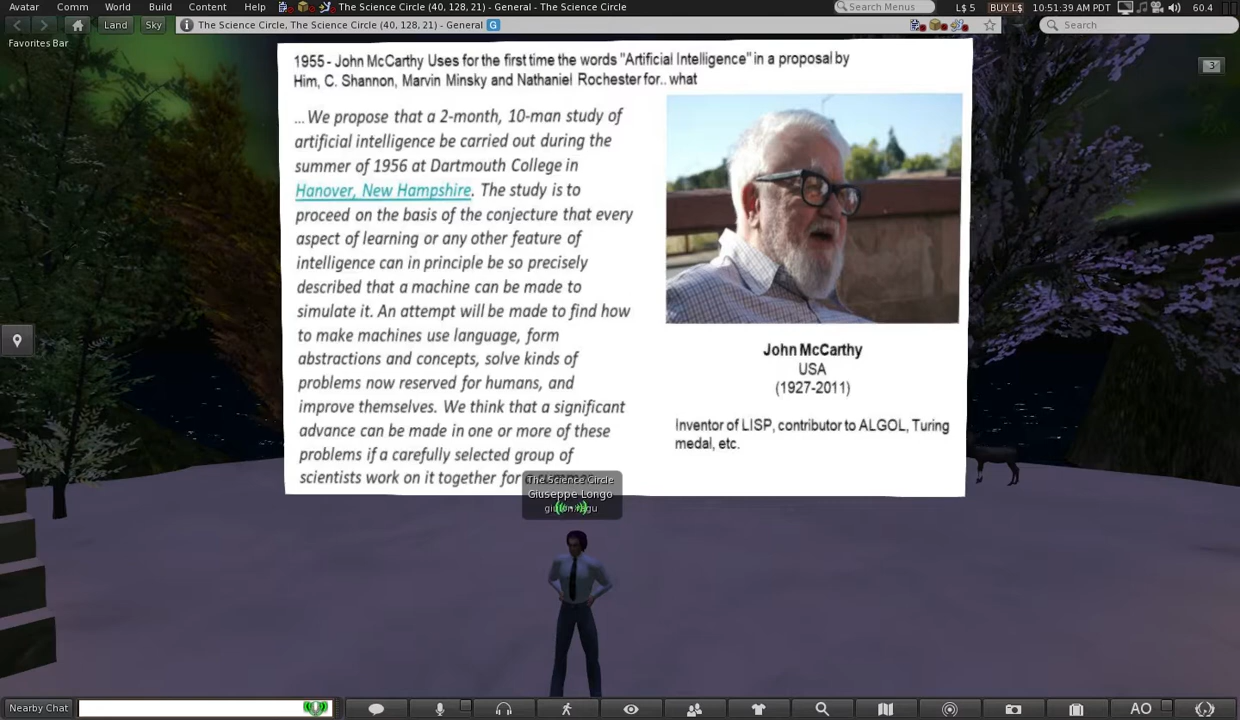 Avatar Comm World Build Content Help The Science Circle, The Science Circle (40, 128, 21) - General - The Science Circle Search Menus L$ 5 BUY L$ 10:51:39 AM PDT 60.4
Land Sky The Science Circle, The Science Circle (40, 128, 21) - General G Search
Favorites Bar
3
1955 - John McCarthy Uses for the first time the words "Artificial Intelligence" in a proposal by
Him, C. Shannon, Marvin Minsky and Nathaniel Rochester for.. what
... We propose that a 2-month, 10-man study of
artificial intelligence be carried out during the
summer of 1956 at Dartmouth College in
Hanover, New Hampshire. The study is to
proceed on the basis of the conjecture that every
aspect of learning or any other feature of
intelligence can in principle be so precisely
described that a machine can be made to
simulate it. An attempt will be made to find how
to make machines use language, form
abstractions and concepts, solve kinds of
problems now reserved for humans, and
improve themselves. We think that a significant
advance can be made in one or more of these
problems if a carefully selected group of
scientists work on it together for
John McCarthy
USA
(1927-2011)
Inventor of LISP, contributor to ALGOL, Turing
medal, etc.
The Science Circle
Giuseppe Longo
Nearby Chat AO